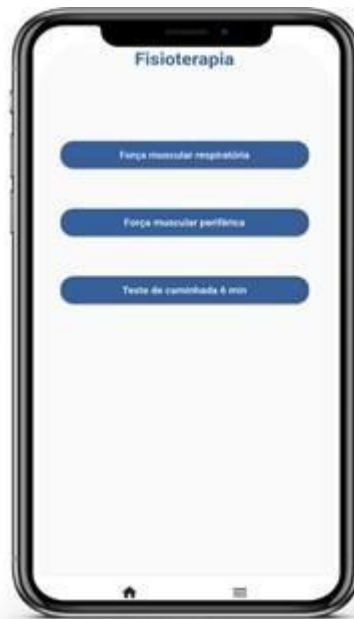 Fisioterapia
Força muscular respiratória
Força muscular periférica
Teste de caminhada 6 min